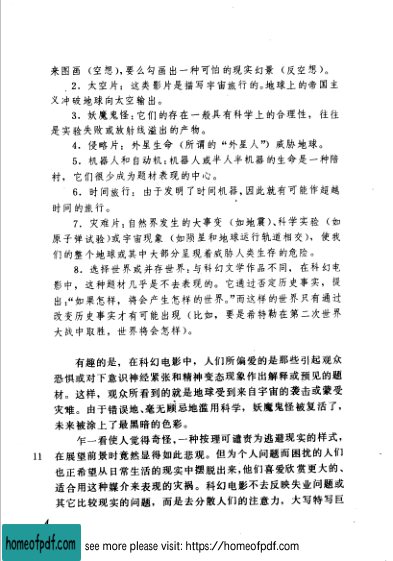 来图画（空想），要么勾画出一种可怕的现实幻景（反空想）。
2．太空片：这类影片是描写宇宙旅行的。地球上的帝国主
义冲破地球向太空输出。
3．妖魔鬼怪：它们的存在一般具有科学上的合理性，往往
是实验失败或放射线溢出的产物。
4．侵略片：外星生命（所谓的“外星人”）威胁地球。
5．机器人和自动机：机器人或半人半机器的生命是一种陪
衬，它们很少成为题材表现的中心。
6．时间旅行：由于发明了时间机器，因此就有可能作超越
时间的旅行。
7．灾难片：自然界发生的大事变（如地震）、科学实验（如
原子弹试验）或宇宙现象（如陨星和地球运行轨道相交），使我
们的整个地球或其中大部分呈现着威胁人类生存的危险。
8．选择世界或并存世界：与科幻文学作品不同，在科幻电
影中，这种题材几乎是不去表现的。它通过否定历史事实，提
出：“如果怎样，将会产生怎样的世界。”而这样的世界只有通过
改变历史事实才有可能出现（比如，要是希特勒在第二次世界
大战中取胜，世界将会怎样）。
有趣的是，在科幻电影中，人们所偏爱的是那些引起观众
恐惧或对下意识神经紧张和精神变态现象作出解释或预见的题
材。这样，观众所看到的就是地球受到来自宇宙的袭击或蒙受
灾难。由于错误地、毫无顾忌地滥用科学，妖魔鬼怪被复活了，
未来被涂上了最黑暗的色彩。
乍一看使人觉得奇怪，一种按理可谴责为逃避现实的样式，
11 在展望前景时竟然显得如此悲观。但为个人问题而困扰的人们
也正希望从日常生活的现实中摆脱出来，他们喜爱欣赏更大的、
适合用这种媒介来表现的灾祸。科幻电影不去反映失业问题或
其它比较现实的问题，而是去分散人们的注意力，大写特写巨
homeofpdf.com see more please visit: https://homeofpdf.com